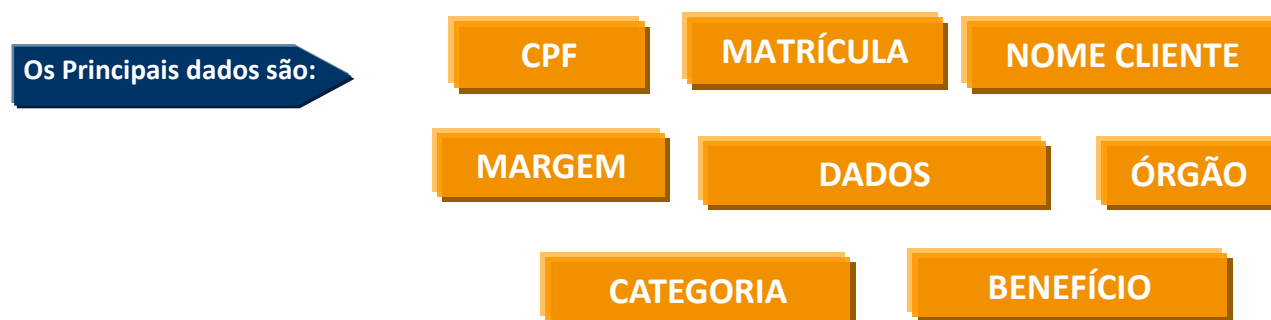 Os Principais dados são:
CPF
MATRÍCULA
NOME CLIENTE
MARGEM
DADOS
ÓRGÃO
CATEGORIA
BENEFÍCIO